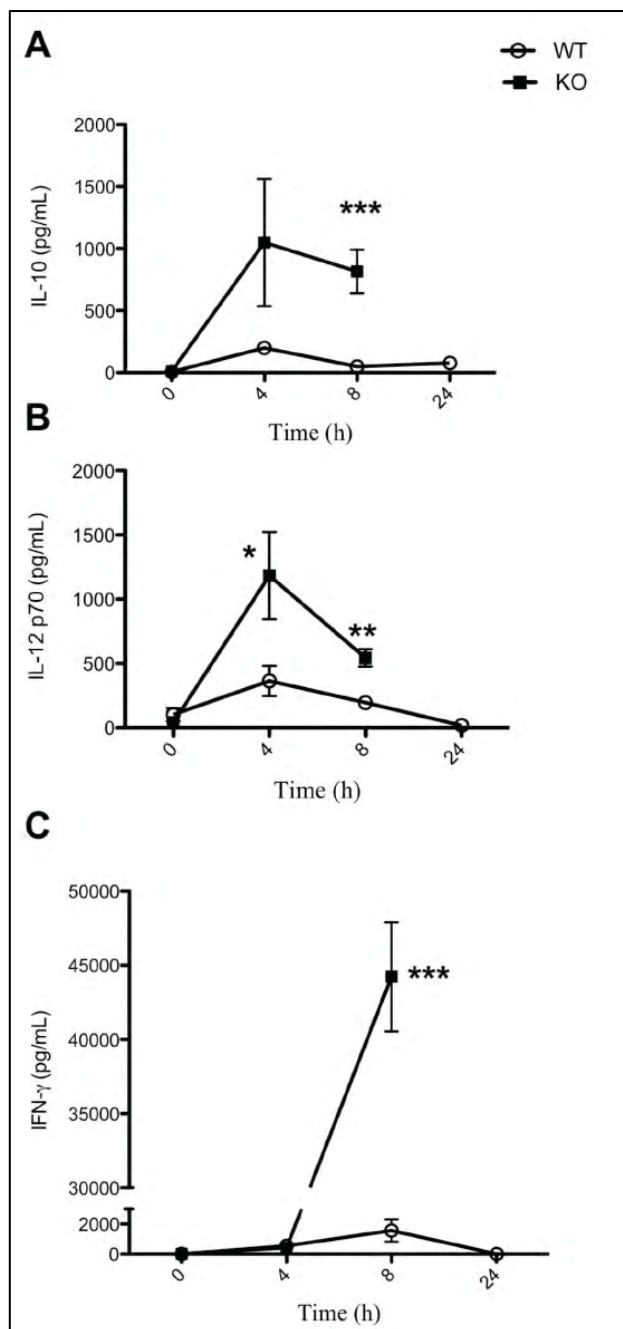 A
WT
KO
2000
1500
1000
500
0
IL-10 (pg/mL)
***
0 4 8 24
Time (h)
B
2000
1500
1000
500
0
IL-12 p70 (pg/mL)
*
**
0 4 8 24
Time (h)
C
50000
45000
40000
35000
30000
2000
0
IFN-γ (pg/mL)
***
0 4 8 24
Time (h)